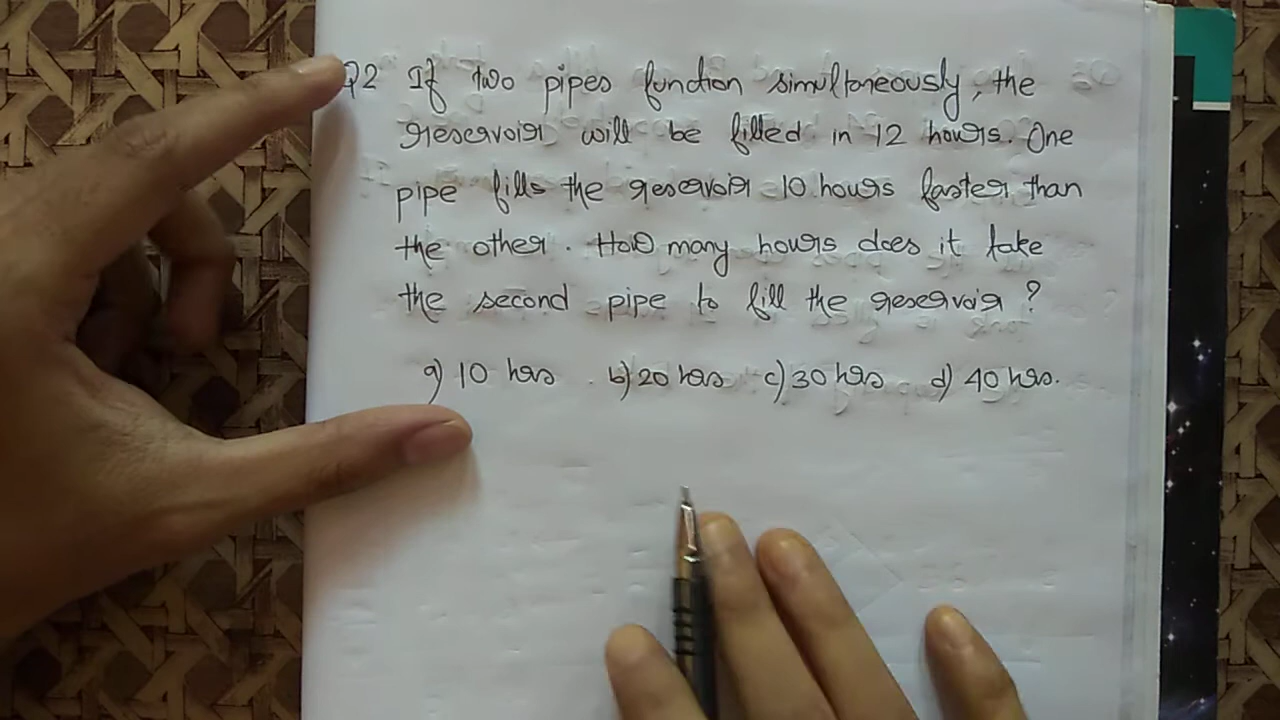 Q2 If two pipes function simultaneously, the
reservoir will be filled in 12 hours. One
pipe fills the reservoir 10 hours faster than
the other. How many hours does it take
the second pipe to fill the reservoir?
a) 10 hrs b) 20 hrs c) 30 hrs d) 40 hrs.